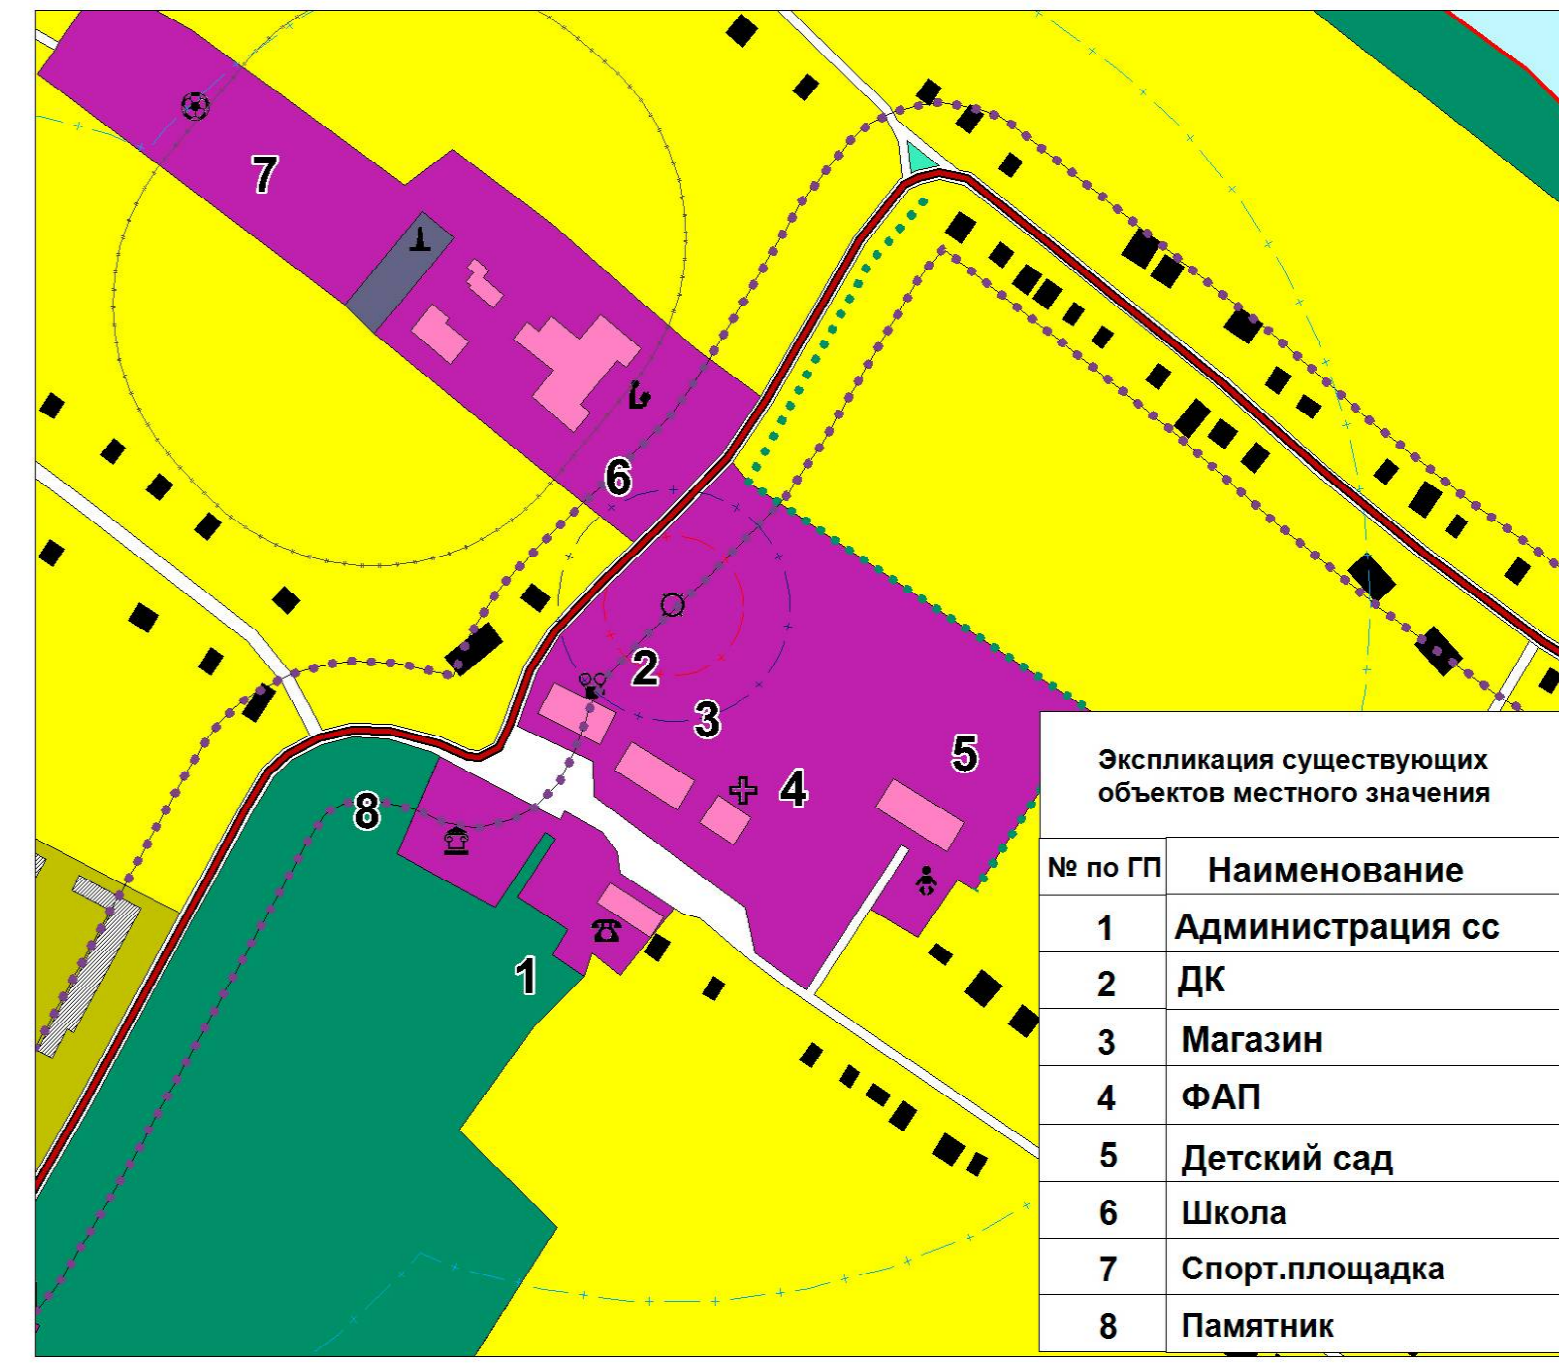 7
6
2
3
4
5
8
1
Экспликация существующих
объектов местного значения
№ по ГП Наименование
1 Администрация сс
2 ДК
3 Магазин
4 ФАП
5 Детский сад
6 Школа
7 Спорт.площадка
8 Памятник